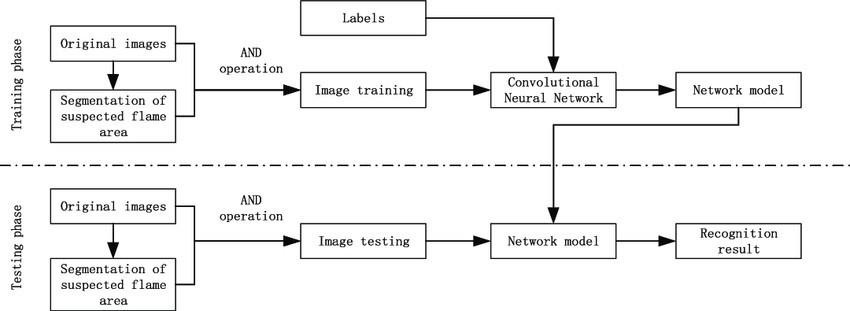 Training phase
Original images
Segmentation of
suspected flame
area
AND
operation
Labels
Image training
Convolutional
Neural Network
Network model
Testing phase
Original images
Segmentation of
suspected flame
area
AND
operation
Image testing
Network model
Recognition
result